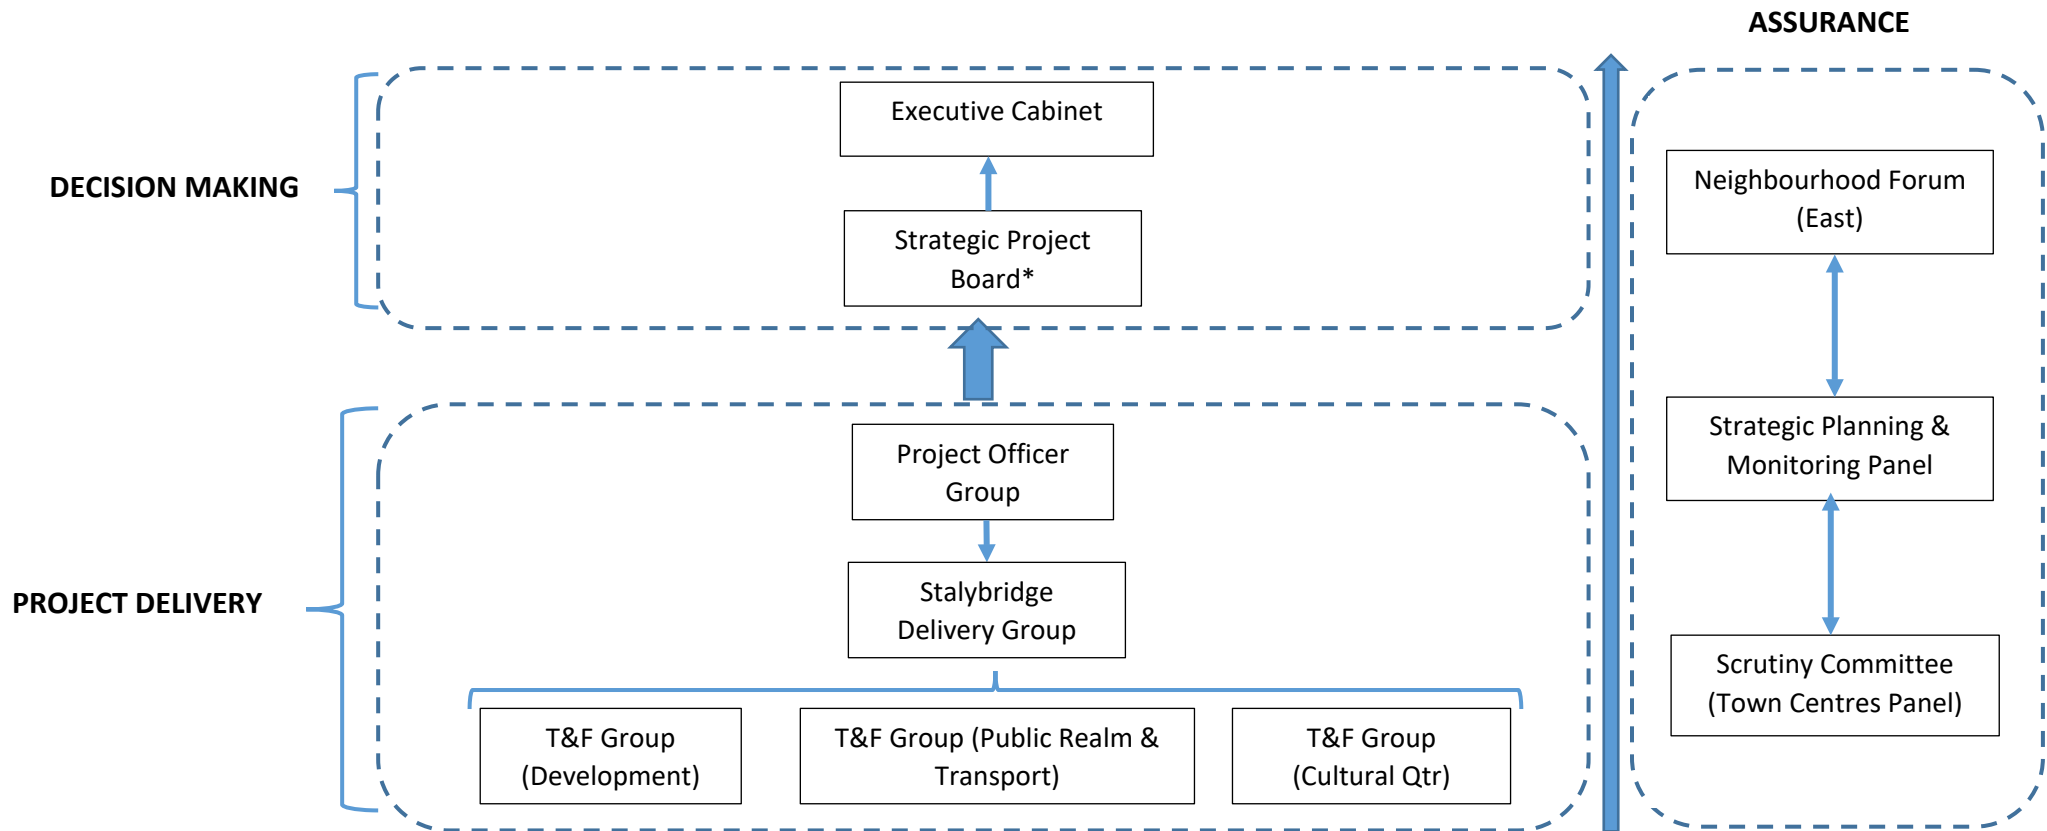 ASSURANCE
DECISION MAKING
Executive Cabinet
Strategic Project
Board*
PROJECT DELIVERY
Project Officer
Group
Stalybridge
Delivery Group
T&F Group
(Development)
T&F Group (Public Realm &
Transport)
T&F Group
(Cultural Qtr)
Neighbourhood Forum
(East)
Strategic Planning &
Monitoring Panel
Scrutiny Committee
(Town Centres Panel)